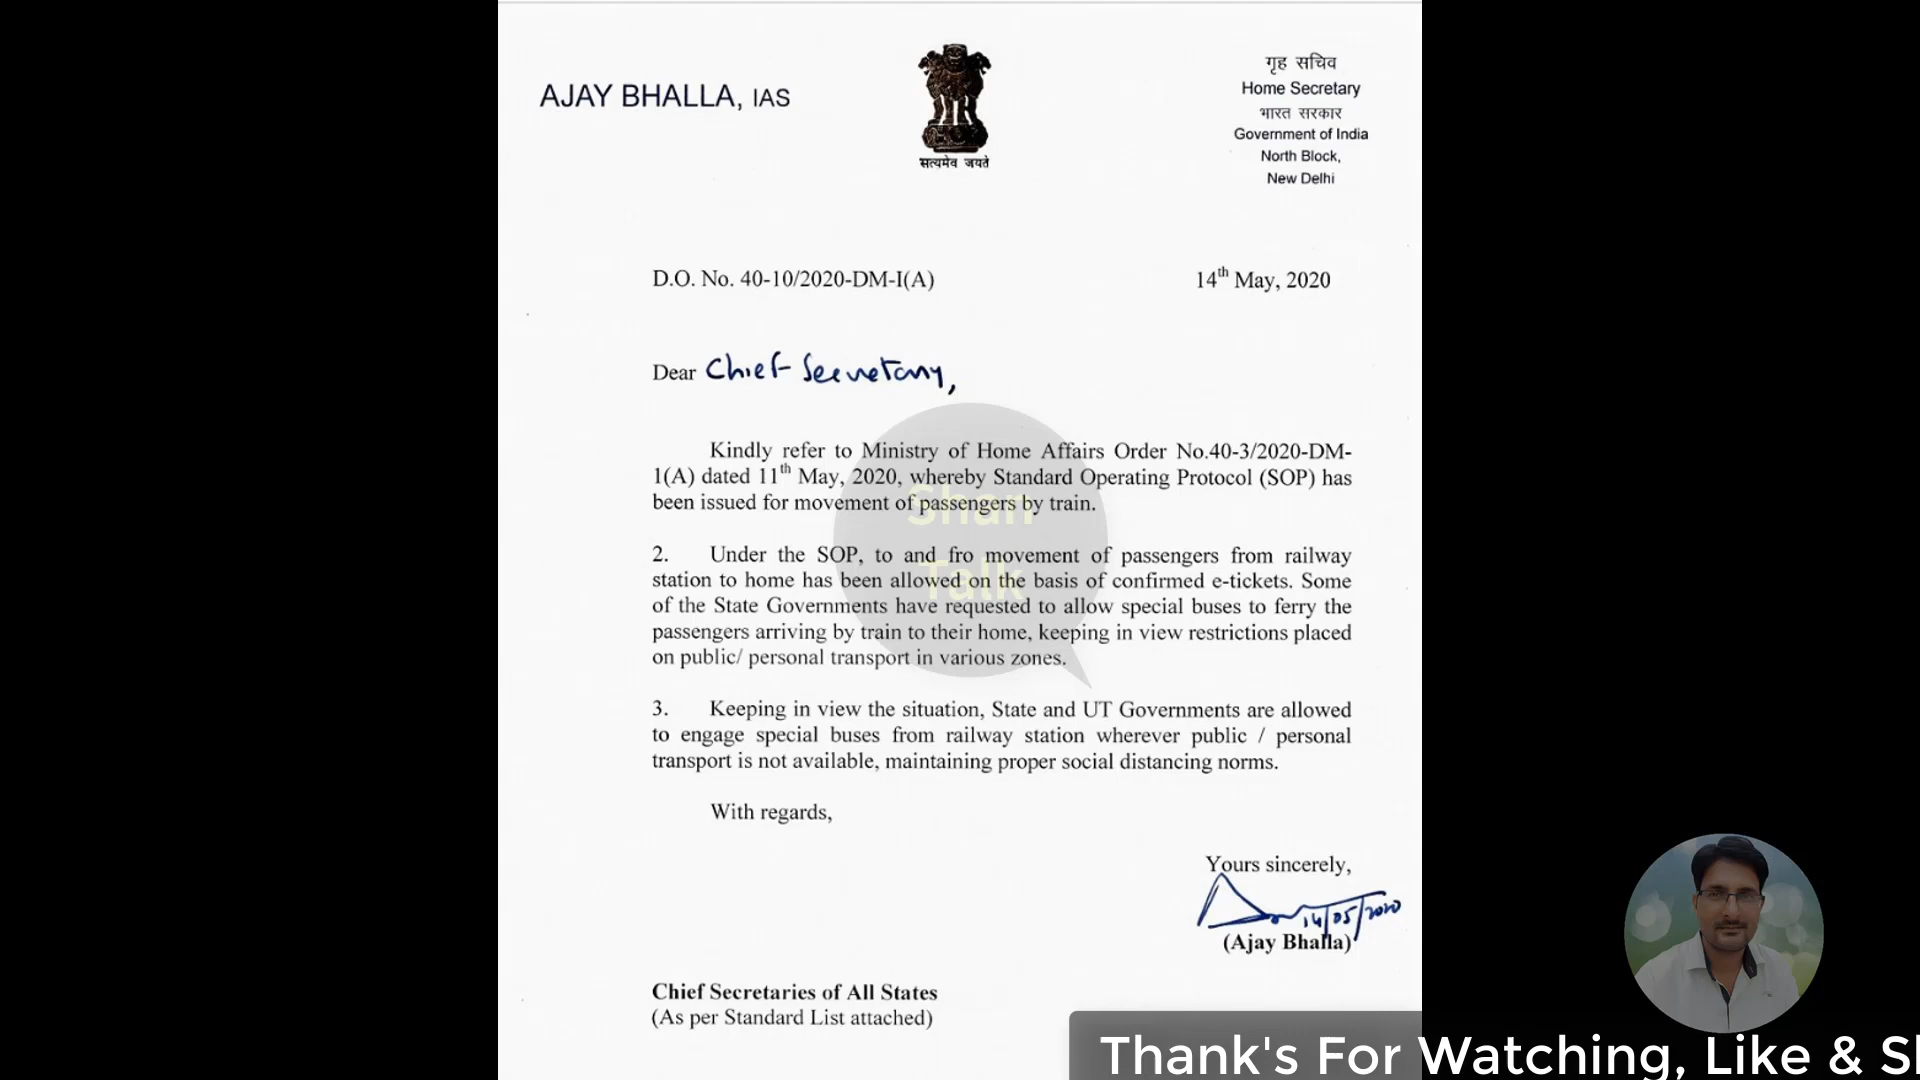 AJAY BHALLA, IAS
सत्यमेव जयते
गृह सचिव
Home Secretary
भारत सरकार
Government of India
North Block,
New Delhi
D.O. No. 40-10/2020-DM-I(A)
14th May, 2020
Dear Chief Secretary,
Kindly refer to Ministry of Home Affairs Order No.40-3/2020-DM-
1(A) dated 11th May, 2020, whereby Standard Operating Protocol (SOP) has
been issued for movement of passengers by train.
2. Under the SOP, to and fro movement of passengers from railway
station to home has been allowed on the basis of confirmed e-tickets. Some
of the State Governments have requested to allow special buses to ferry the
passengers arriving by train to their home, keeping in view restrictions placed
on public/ personal transport in various zones.
3. Keeping in view the situation, State and UT Governments are allowed
to engage special buses from railway station wherever public / personal
transport is not available, maintaining proper social distancing norms.
With regards,
Yours sincerely,
14/05/2020
(Ajay Bhalla)
Chief Secretaries of All States
(As per Standard List attached)
Shan
Talk
Thank's For Watching, Like &